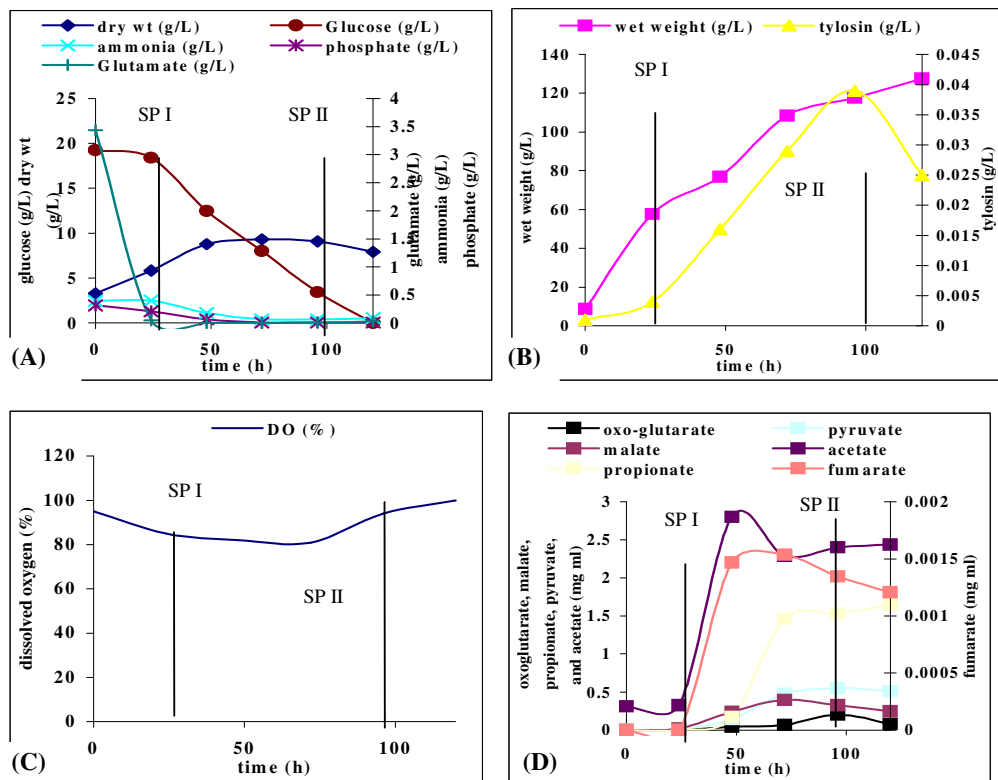 dry wt (g/L) Glucose (g/L)
ammonia (g/L) phosphate (g/L)
Glutamate (g/L)
25
20
15
10
5
0
4
3.5
3
2.5
2
1.5
1
0.5
0
SP I
SP II
glucose (g/L) dry wt
(g/L)
glutamate (g/L)
ammonia (g/L)
phosphate (g/L)
0 50 100
time (h)
(A)
wet weight (g/L) tylosin (g/L)
140
120
100
80
60
40
20
0
0.045
0.04
0.035
0.03
0.025
0.02
0.015
0.01
0.005
0
SP I
SP II
wet weight (g/L)
tylosin (g/L)
0 50 100
time (h)
(B)
DO (%)
120
100
80
60
40
20
0
SP I
SP II
dissolved oxygen (%)
0 50 100
time (h)
(C)
oxo-glutarate pyruvate
malate acetate
propionate fumarate
3
2.5
2
1.5
1
0.5
0
0.002
0.0015
0.001
0.0005
0
SP I
SP II
oxoglutarate, malate,
propionate, pyruvate,
and acetate (mg ml)
fumarate (mg ml)
0 50 100
time (h)
(D)